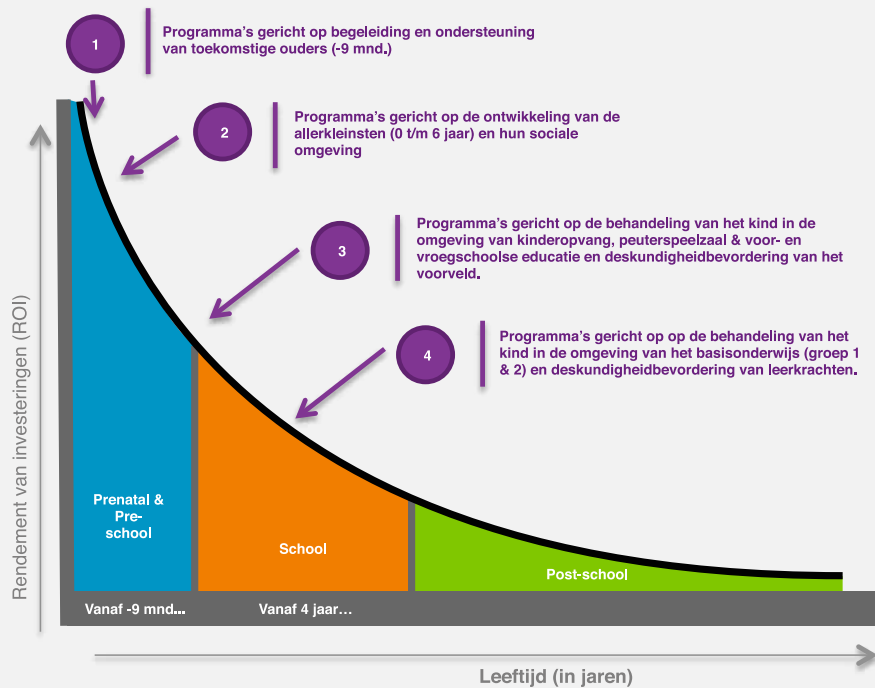 1
Programma's gericht op begeleiding en ondersteuning
van toekomstige ouders (-9 mnd.)
2
Programma's gericht op de ontwikkeling van de
allerkleinsten (0 t/m 6 jaar) en hun sociale
omgeving
3
Programma's gericht op de behandeling van het kind in de
omgeving van kinderopvang, peuterspeelzaal & voor- en
vroegschoolse educatie en deskundigheidbevordering van het
voorveld.
4
Programma's gericht op op de behandeling van het
kind in de omgeving van het basisonderwijs (groep 1
& 2) en deskundigheidbevordering van leerkrachten.
Rendement van investeringen (ROI)
Prenatal &
Pre-
school
School
Post-school
Vanaf -9 mnd...
Vanaf 4 jaar…
Leeftijd (in jaren)